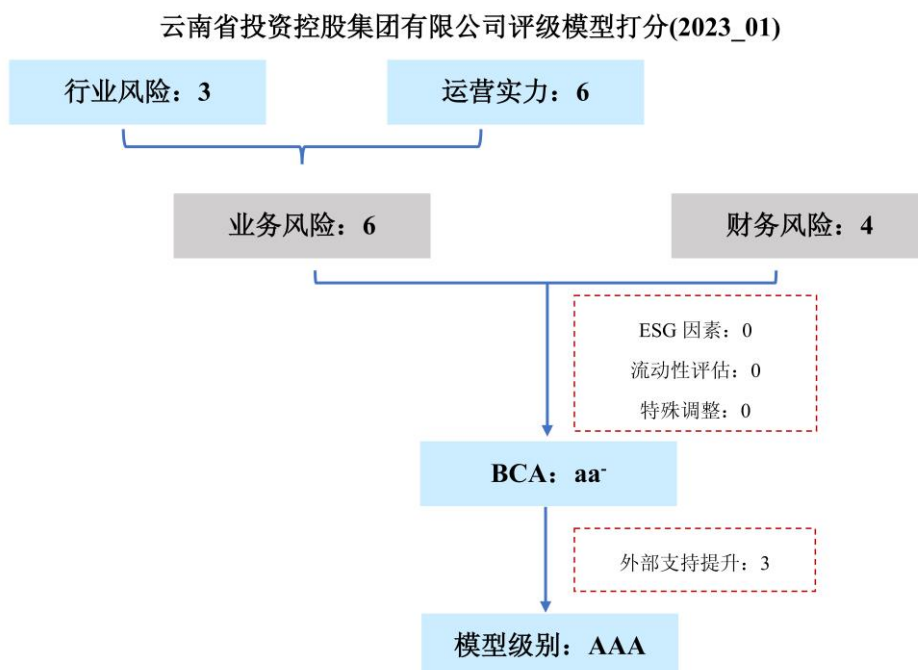 云南省投资控股集团有限公司评级模型打分(2023_01)
行业风险：3
运营实力：6
业务风险：6
财务风险：4
ESG 因素：0
流动性评估：0
特殊调整：0
BCA：aa⁻
外部支持提升：3
模型级别：AAA